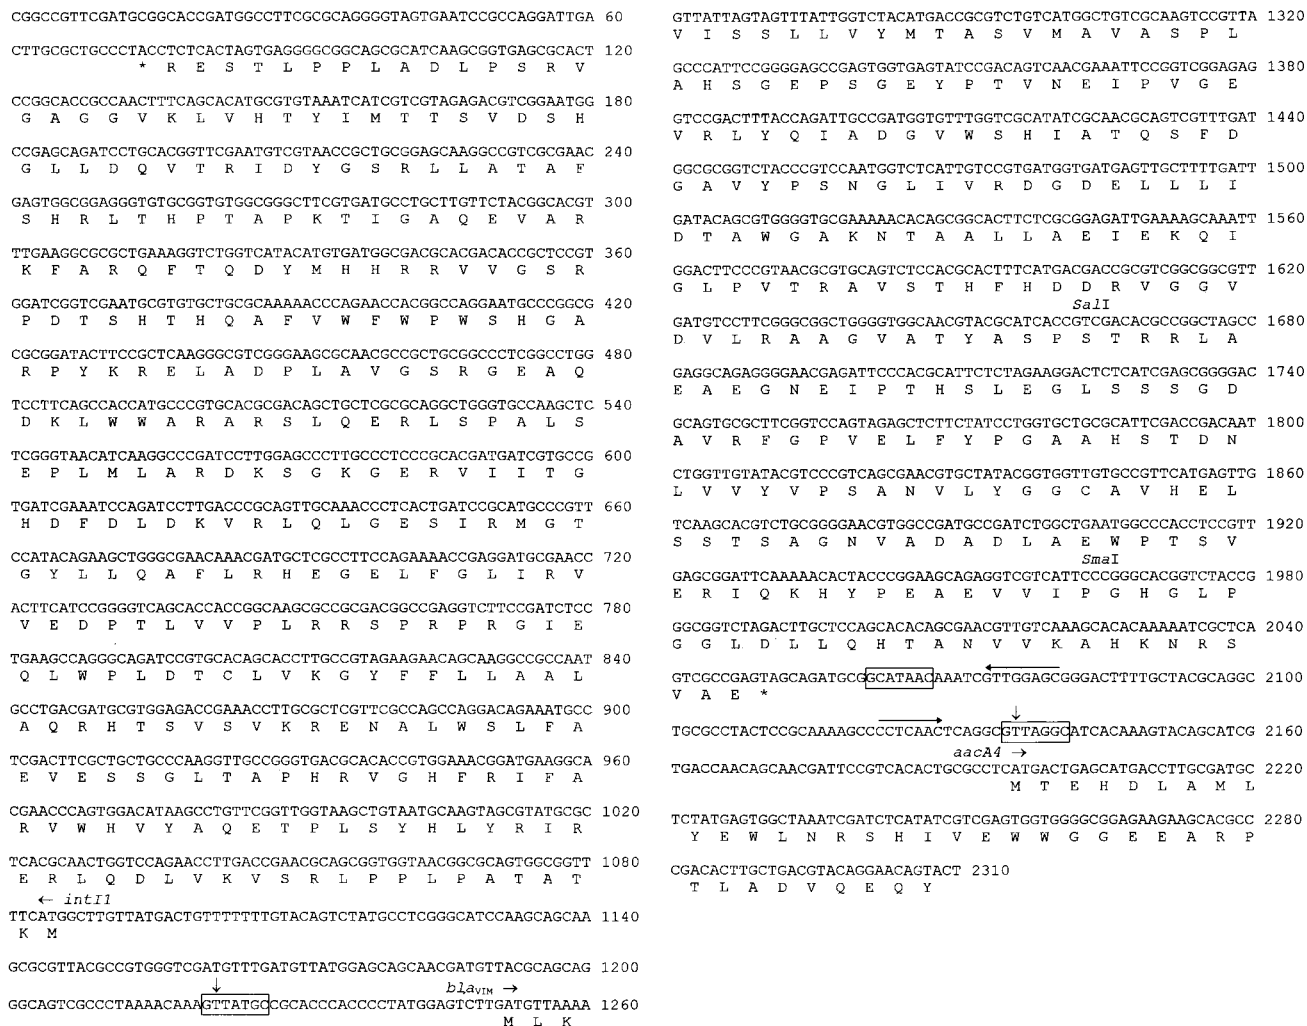 CGGCCGTTCGATGCGGCACCGATGGCCTTCGCGCAGGGGTAGTGAATCCGCCAGGATTGA 60
CTTGCGCTGCCCTACCTCTCACTAGTGAGGGGCGGCAGCGCATCAAGCGGTGAGCGCACT 120
* R E S T L P P L A D L P S R V
CCGGCACCGCCAACTTTCAGCACATGCGTGTAAATCATCGTCGTAGAGACGTCGGAATGG 180
G A G G V K L V H T Y I M T T S V D S H
CCGAGCAGATCCTGCACGGTTCGAATGTCGTAACCGCTGCGGAGCAAGGCCGTCGCGAAC 240
G L L D Q V T R I D Y G S R L L A T A F
GAGTGGCGGAGGGTGTGCGGTGTGGCGGGCTTCGTGATGCCTGCTTGTTCTACGGCACGT 300
S H R L T H P T A P K T I G A Q E V A R
TTGAAGGCGCGCTGAAAGGTCTGGTCATACATGTGATGGCGACGCACGACACCGCTCCGT 360
K F A R Q F T Q D Y M H H R R V V G S R
GGATCGGTCGAATGCGTGTGCTGCGCAAAAACCCAGAACCACGGCCAGGAATGCCCGGCG 420
P D T S H T H Q A F V W F W P W S H G A
CGCGGATACTTCCGCTCAAGGGCGTCGGGAAGCGCAACGCCGCTGCGGCCCTCGGCCTGG 480
R P Y K R E L A D P L A V G S R G E A Q
TCCTTCAGCCACCATGCCCGTGCACGCGACAGCTGCTCGCGCAGGCTGGGTGCCAAGCTC 540
D K L W W A R A R S L Q E R L S P A L S
TCGGGTAACATCAAGGCCCGATCCTTGGAGCCCTTGCCCTCCCGCACGATGATCGTGCCG 600
E P L M L A R D K S G K G E R V I I T G
TGATCGAAATCCAGATCCTTGACCCGCAGTTGCAAACCCTCACTGATCCGCATGCCCGTT 660
H D F D L D K V R L Q L G E S I R M G T
CCATACAGAAGCTGGGCGAACAAACGATGCTCGCCTTCCAGAAAACCGAGGATGCGAACC 720
G Y L L Q A F L R H E G E L F G L I R V
ACTTCATCCGGGGTCAGCACCACCGGCAAGCGCCGCGACGGCCGAGGTCTTCCGATCTCC 780
V E D P T L V V P L R R S P R P R G I E
TGAAGCCAGGGCAGATCCGTGCACAGCACCTTGCCGTAGAAGAACAGCAAGGCCGCCAAT 840
Q L W P L D T C L V K G Y F F L L A A L
GCCTGACGATGCGTGGAGACCGAAACCTTGCGCTCGTTCGCCAGCCAGGACAGAAATGCC 900
A Q R H T S V S V K R E N A L W S L F A
TCGACTTCGCTGCTGCCCAAGGTTGCCGGGTGACGCACACCGTGGAAACGGATGAAGGCA 960
E V E S S G L T A P H R V G H F R I F A
CGAACCCAGTGGACATAAGCCTGTTCGGTTGGTAAGCTGTAATGCAAGTAGCGTATGCGC 1020
R V W H V Y A Q E T P L S Y H L Y R I R
TCACGCAACTGGTCCAGAACCTTGACCGAACGCAGCGGTGGTAACGGCGCAGTGGCGGTT 1080
E R L Q D L V K V S R L P P L P A T A T
← intI1
TTCATGGCTTGTTATGACTGTTTTTTTGTACAGTCTATGCCTCGGGCATCCAAGCAGCAA 1140
K M
GCGCGTTACGCCGTGGGTCGATGTTTGATGTTATGGAGCAGCAACGATGTTACGCAGCAG 1200
↓ blaVIM →
GGCAGTCGCCCTAAAACAAAGTTATGCCGCACCCACCCCTATGGAGTCTTGATGTTAAAA 1260
M L K
GTTATTAGTAGTTTATTGGTCTACATGACCGCGTCTGTCATGGCTGTCGCAAGTCCGTTA 1320
V I S S L L V Y M T A S V M A V A S P L
GCCCATTCCGGGGAGCCGAGTGGTGAGTATCCGACAGTCAACGAAATTCCGGTCGGAGAG 1380
A H S G E P S G E Y P T V N E I P V G E
GTCCGACTTTACCAGATTGCCGATGGTGTTTGGTCGCATATCGCAACGCAGTCGTTTGAT 1440
V R L Y Q I A D G V W S H I A T Q S F D
GGCGCGGTCTACCCGTCCAATGGTCTCATTGTCCGTGATGGTGATGAGTTGCTTTTGATT 1500
G A V Y P S N G L I V R D G D E L L L I
GATACAGCGTGGGGTGCGAAAAACACAGCGGCACTTCTCGCGGAGATTGAAAAGCAAATT 1560
D T A W G A K N T A A L L A E I E K Q I
GGACTTCCCGTAACGCGTGCAGTCTCCACGCACTTTCATGACGACCGCGTCGGCGGCGTT 1620
G L P V T R A V S T H F H D D R V G G V
SalI
GATGTCCTTCGGGCGGCTGGGGTGGCAACGTACGCATCACCGTCGACACGCCGGCTAGCC 1680
D V L R A A G V A T Y A S P S T R R L A
GAGGCAGAGGGGAACGAGATTCCCACGCATTCTCTAGAAGGACTCTCATCGAGCGGGGAC 1740
E A E G N E I P T H S L E G L S S S G D
GCAGTGCGCTTCGGTCCAGTAGAGCTCTTCTATCCTGGTGCTGCGCATTCGACCGACAAT 1800
A V R F G P V E L F Y P G A A H S T D N
CTGGTTGTATACGTCCCGTCAGCGAACGTGCTATACGGTGGTTGTGCCGTTCATGAGTTG 1860
L V V Y V P S A N V L Y G G C A V H E L
TCAAGCACGTCTGCGGGGAACGTGGCCGATGCCGATCTGGCTGAATGGCCCACCTCCGTT 1920
S S T S A G N V A D A D L A E W P T S V
SmaI
GAGCGGATTCAAAAACACTACCCGGAAGCAGAGGTCGTCATTCCCGGGCACGGTCTACCG 1980
E R I Q K H Y P E A E V V I P G H G L P
GGCGGTCTAGACTTGCTCCAGCACACAGCGAACGTTGTCAAAGCACACAAAAATCGCTCA 2040
G G L D L L Q H T A N V V K A H K N R S
GTCGCCGAGTAGCAGATGCGGCATAACAAATCGTTGGAGCGGGACTTTTGCTACGCAGGC 2100
V A E *
TGCGCCTACTCCGCAAAAGCCCCTCAACTCAGGCGTTAGGCATCACAAAGTACAGCATCG 2160
aacA4 →
TGACCAACAGCAACGATTCCGTCACACTGCGCCTCATGACTGAGCATGACCTTGCGATGC 2220
M T E H D L A M L
TCTATGAGTGGCTAAATCGATCTCATATCGTCGAGTGGTGGGGCGGAGAAGAAGCACGCC 2280
Y E W L N R S H I V E W W G G E E A R P
CGACACTTGCTGACGTACAGGAACAGTACT 2310
T L A D V Q E Q Y